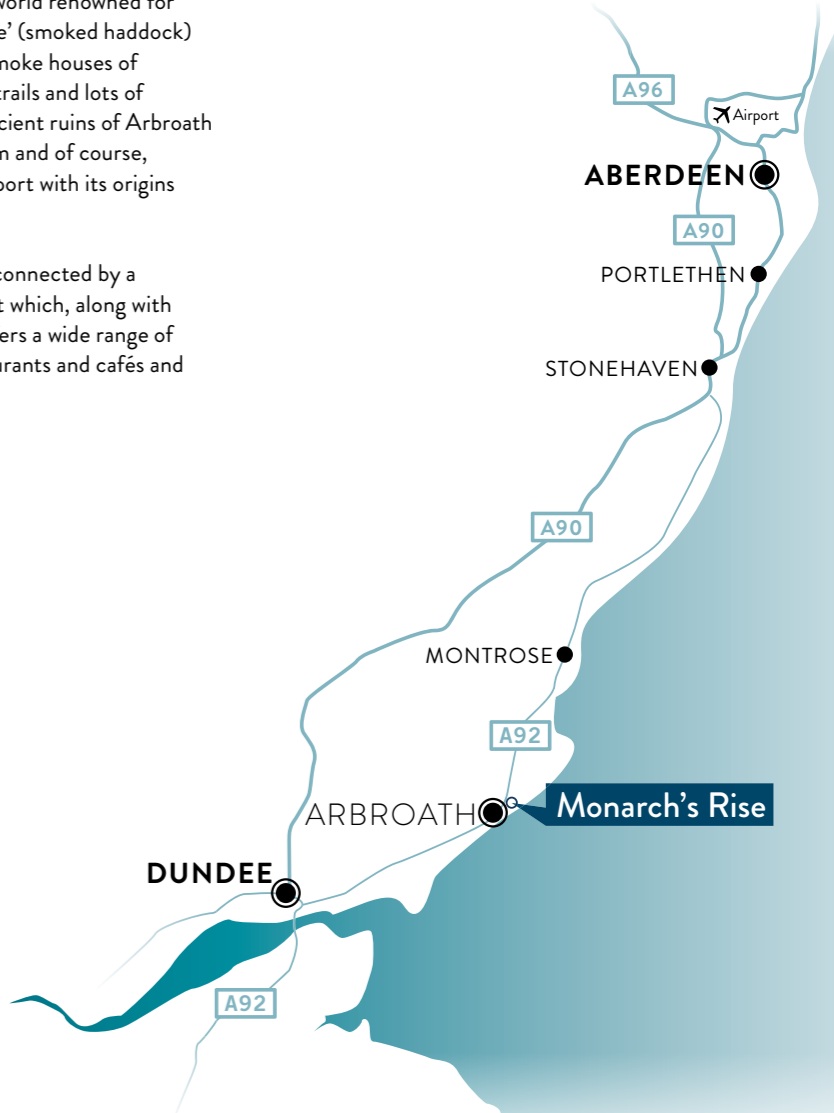 world renowned for
e’ (smoked haddock)
moke houses of
trails and lots of
cient ruins of Arbroath
m and of course,
port with its origins
connected by a
t which, along with
ers a wide range of
urants and cafés and
A96
Airport
ABERDEEN
A90
PORTLETHEN
STONEHAVEN
A90
MONTROSE
A92
ARBROATH
Monarch’s Rise
DUNDEE
A92